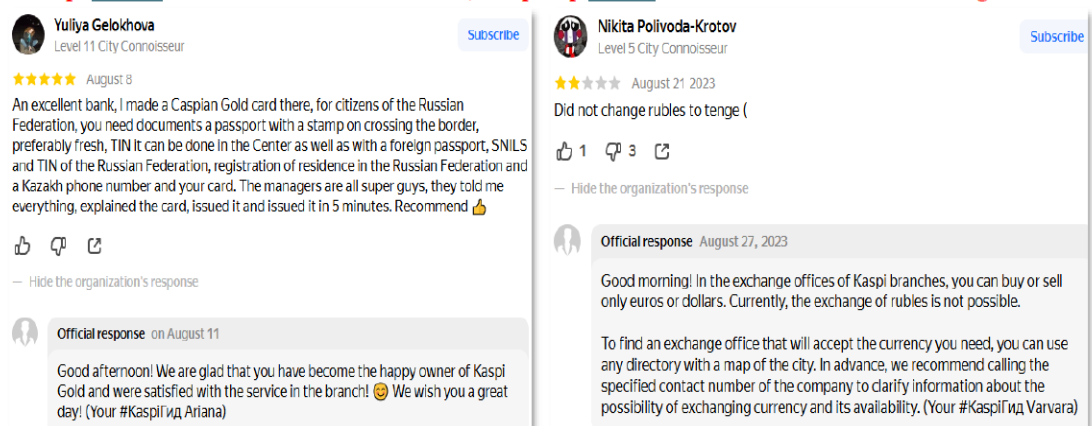 Yuliya Gelokhova
Level 11 City Connoisseur
Subscribe
August 8
An excellent bank, I made a Caspian Gold card there, for citizens of the Russian
Federation, you need documents a passport with a stamp on crossing the border,
preferably fresh, TIN it can be done In the Center as well as with a foreign passport, SNILS
and TIN of the Russian Federation, registration of residence in the Russian Federation and
a Kazakh phone number and your card. The managers are all super guys, they told me
everything, explained the card, issued it and issued it in 5 minutes. Recommend 👍
— Hide the organization's response
Official response on August 11
Good afternoon! We are glad that you have become the happy owner of Kaspi
Gold and were satisfied with the service in the branch! 😊 We wish you a great
day! (Your #KaspiГид Ariana)
Nikita Polivoda-Krotov
Level 5 City Connoisseur
Subscribe
August 21 2023
Did not change rubles to tenge (
1 3
— Hide the organization's response
Official response August 27, 2023
Good morning! In the exchange offices of Kaspi branches, you can buy or sell
only euros or dollars. Currently, the exchange of rubles is not possible.
To find an exchange office that will accept the currency you need, you can use
any directory with a map of the city. In advance, we recommend calling the
specified contact number of the company to clarify information about the
possibility of exchanging currency and its availability. (Your #KaspiГид Varvara)